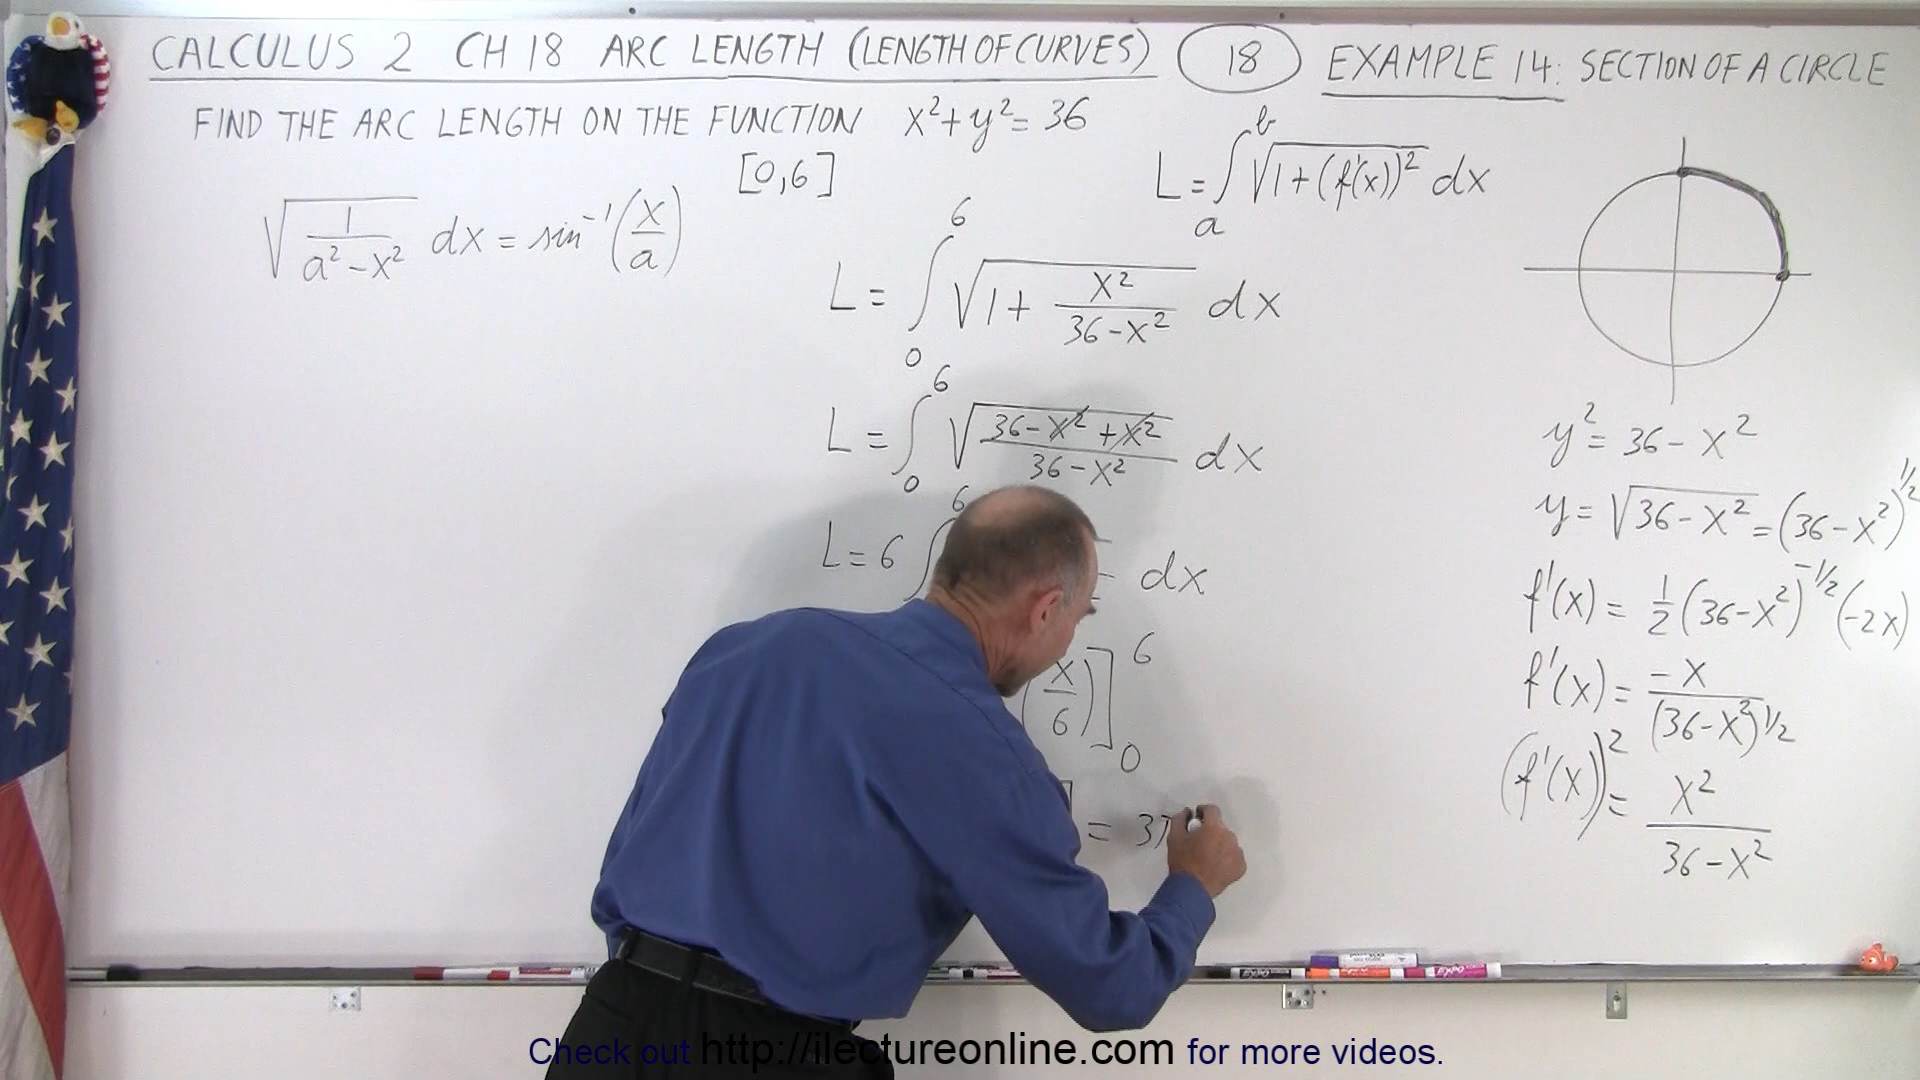 CALCULUS 2 CH 18 ARC LENGTH (LENGTH OF CURVES) 18 EXAMPLE 14: SECTION OF A CIRCLE
FIND THE ARC LENGTH ON THE FUNCTION x²+y²=36
[0,6]
√(1/(a²-x²)) dx = sin⁻¹(x/a)
L = ∫ₐᵇ √(1+(f'(x))²) dx
L = ∫₀⁶ √(1+ x²/(36-x²)) dx
L = ∫₀⁶ √((36-x²+x²)/(36-x²)) dx
L = 6 ∫ 6 dx
(x/6)]₀⁶
] = 3
y² = 36-x²
y = √(36-x²) = (36-x²)^1/2
f'(x) = 1/2 (36-x²)^-1/2 (-2x)
f'(x) = -x/(36-x²)^1/2
(f'(x))² = x²/(36-x²)
Check out http://ilectureonline.com for more videos.